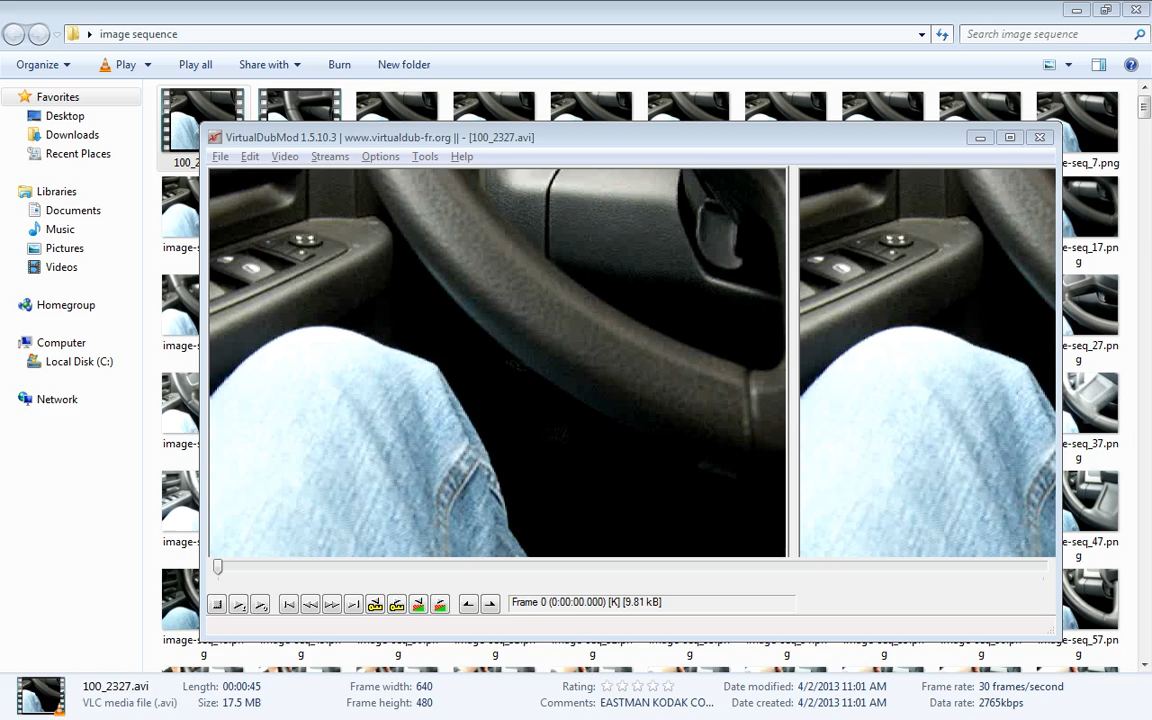 image sequence
Search image sequence
Organize
Play
Play all
Share with
Burn
New folder
Favorites
Desktop
Downloads
Recent Places
Libraries
Documents
Music
Pictures
Videos
Homegroup
Computer
Local Disk (C:)
Network
100_2
e-seq_7.png
VirtualDubMod 1.5.10.3 | www.virtualdub-fr.org || - [100_2327.avi]
File Edit Video Streams Options Tools Help
image-s
e-seq_17.pn
g
image-s
e-seq_27.pn
g
image-s
e-seq_37.pn
g
image-s
e-seq_47.pn
g
image-s
e-seq_57.pn
g
Frame 0 (0:00:00.000) [K] [9.81 kB]
100_2327.avi
VLC media file (.avi)
Length: 00:00:45
Size: 17.5 MB
Frame width: 640
Frame height: 480
Rating:
Comments: EASTMAN KODAK CO...
Date modified: 4/2/2013 11:01 AM
Date created: 4/2/2013 11:01 AM
Frame rate: 30 frames/second
Data rate: 2765kbps